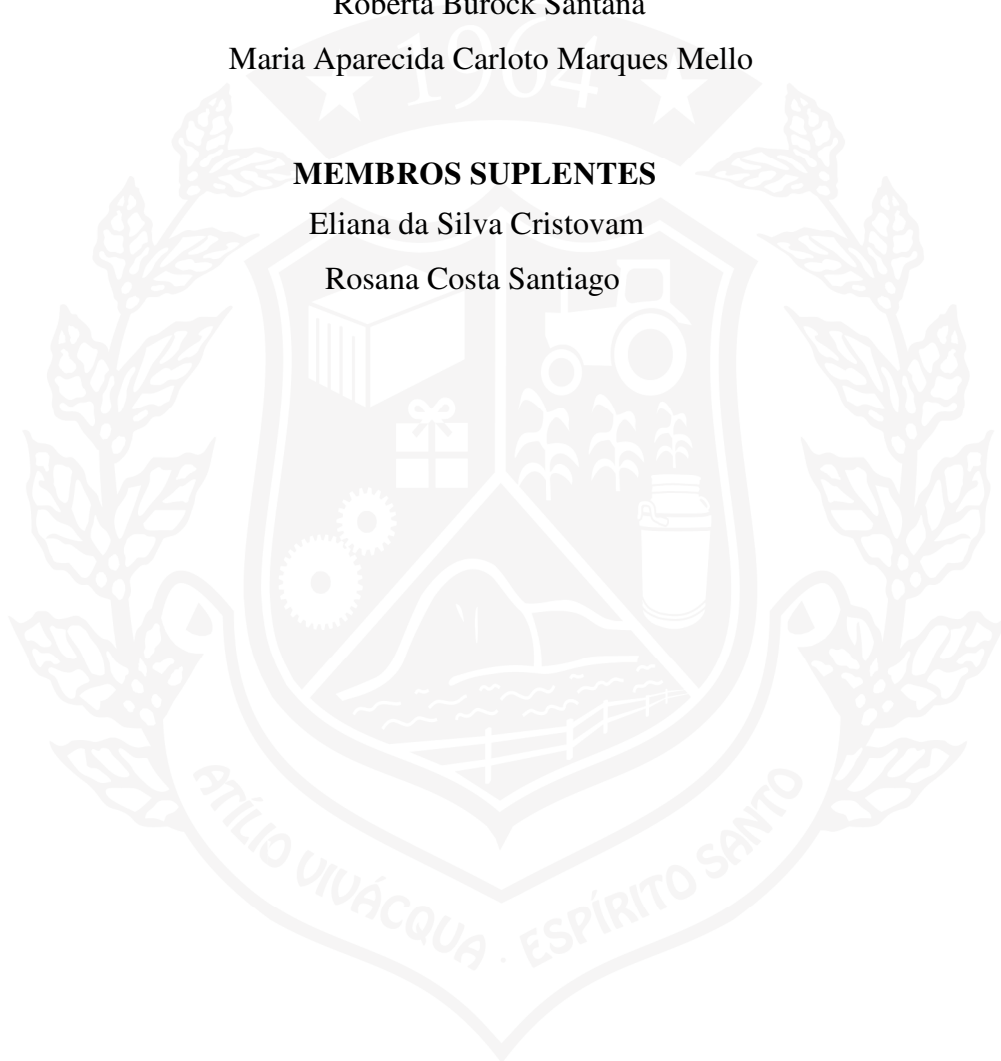 Roberta Burock Santana
Maria Aparecida Carloto Marques Mello
1964
MEMBROS SUPLENTES
Eliana da Silva Cristovam
Rosana Costa Santiago
ATÍLIO VIVÁCQUA . ESPÍRITO SANTO